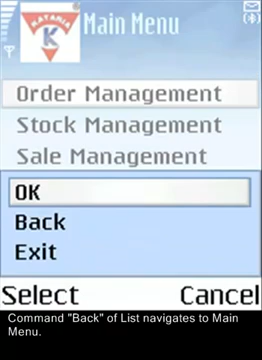 KATARIA
K
Main Menu
Order Management
Stock Management
Sale Management
OK
Back
Exit
Select Cancel
Command "Back" of List navigates to Main
Menu.